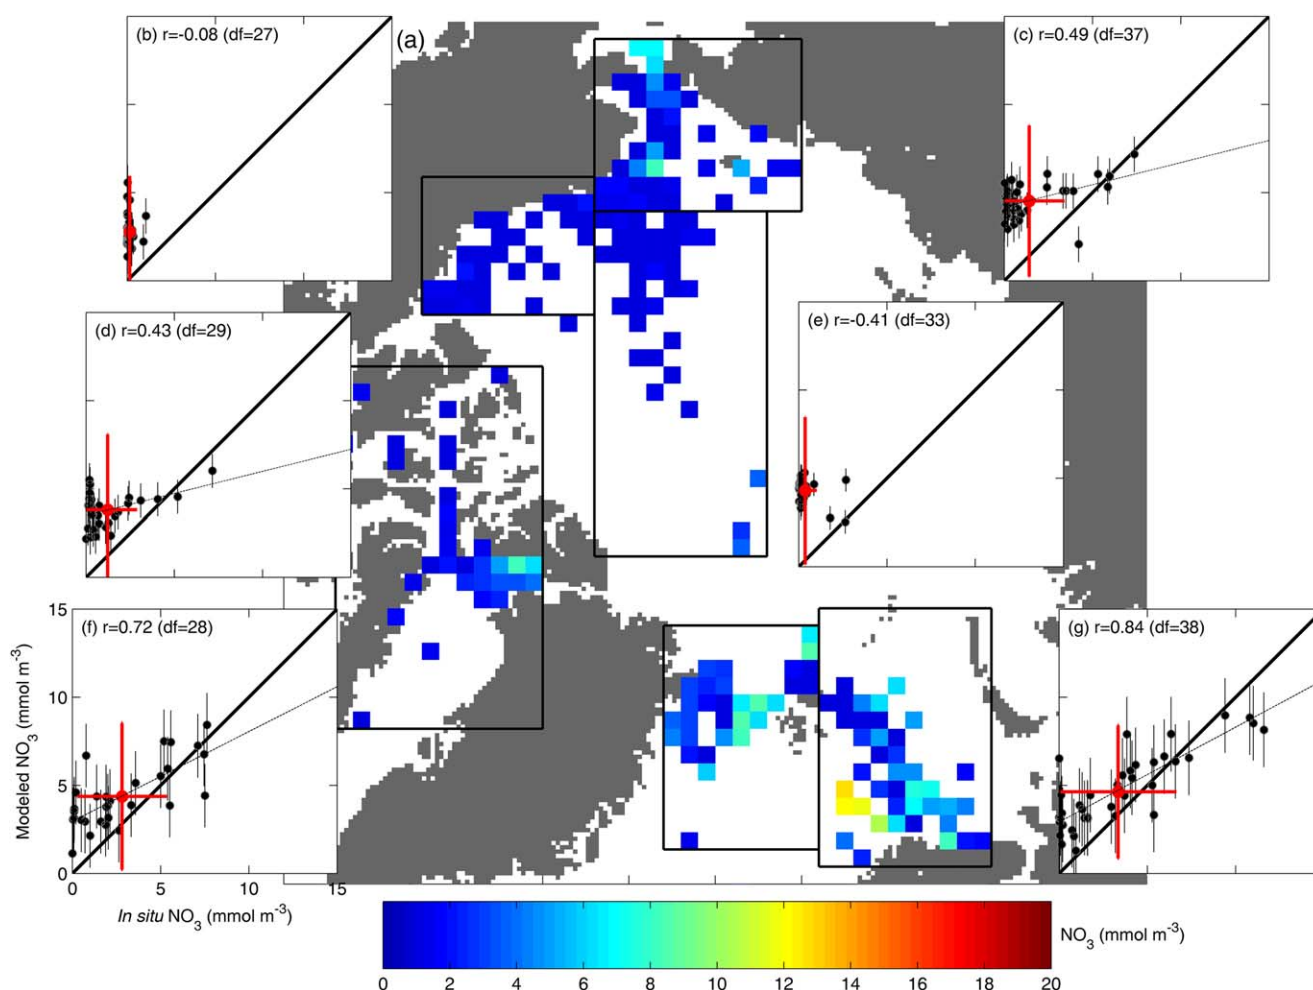 (b) r=-0.08 (df=27)
(a)
(c) r=0.49 (df=37)
(d) r=0.43 (df=29)
(e) r=-0.41 (df=33)
(f) r=0.72 (df=28)
(g) r=0.84 (df=38)
15
10
5
0
Modeled NO₃ (mmol m⁻³)
0 5 10 15
In situ NO₃ (mmol m⁻³)
NO₃ (mmol m⁻³)
0 2 4 6 8 10 12 14 16 18 20